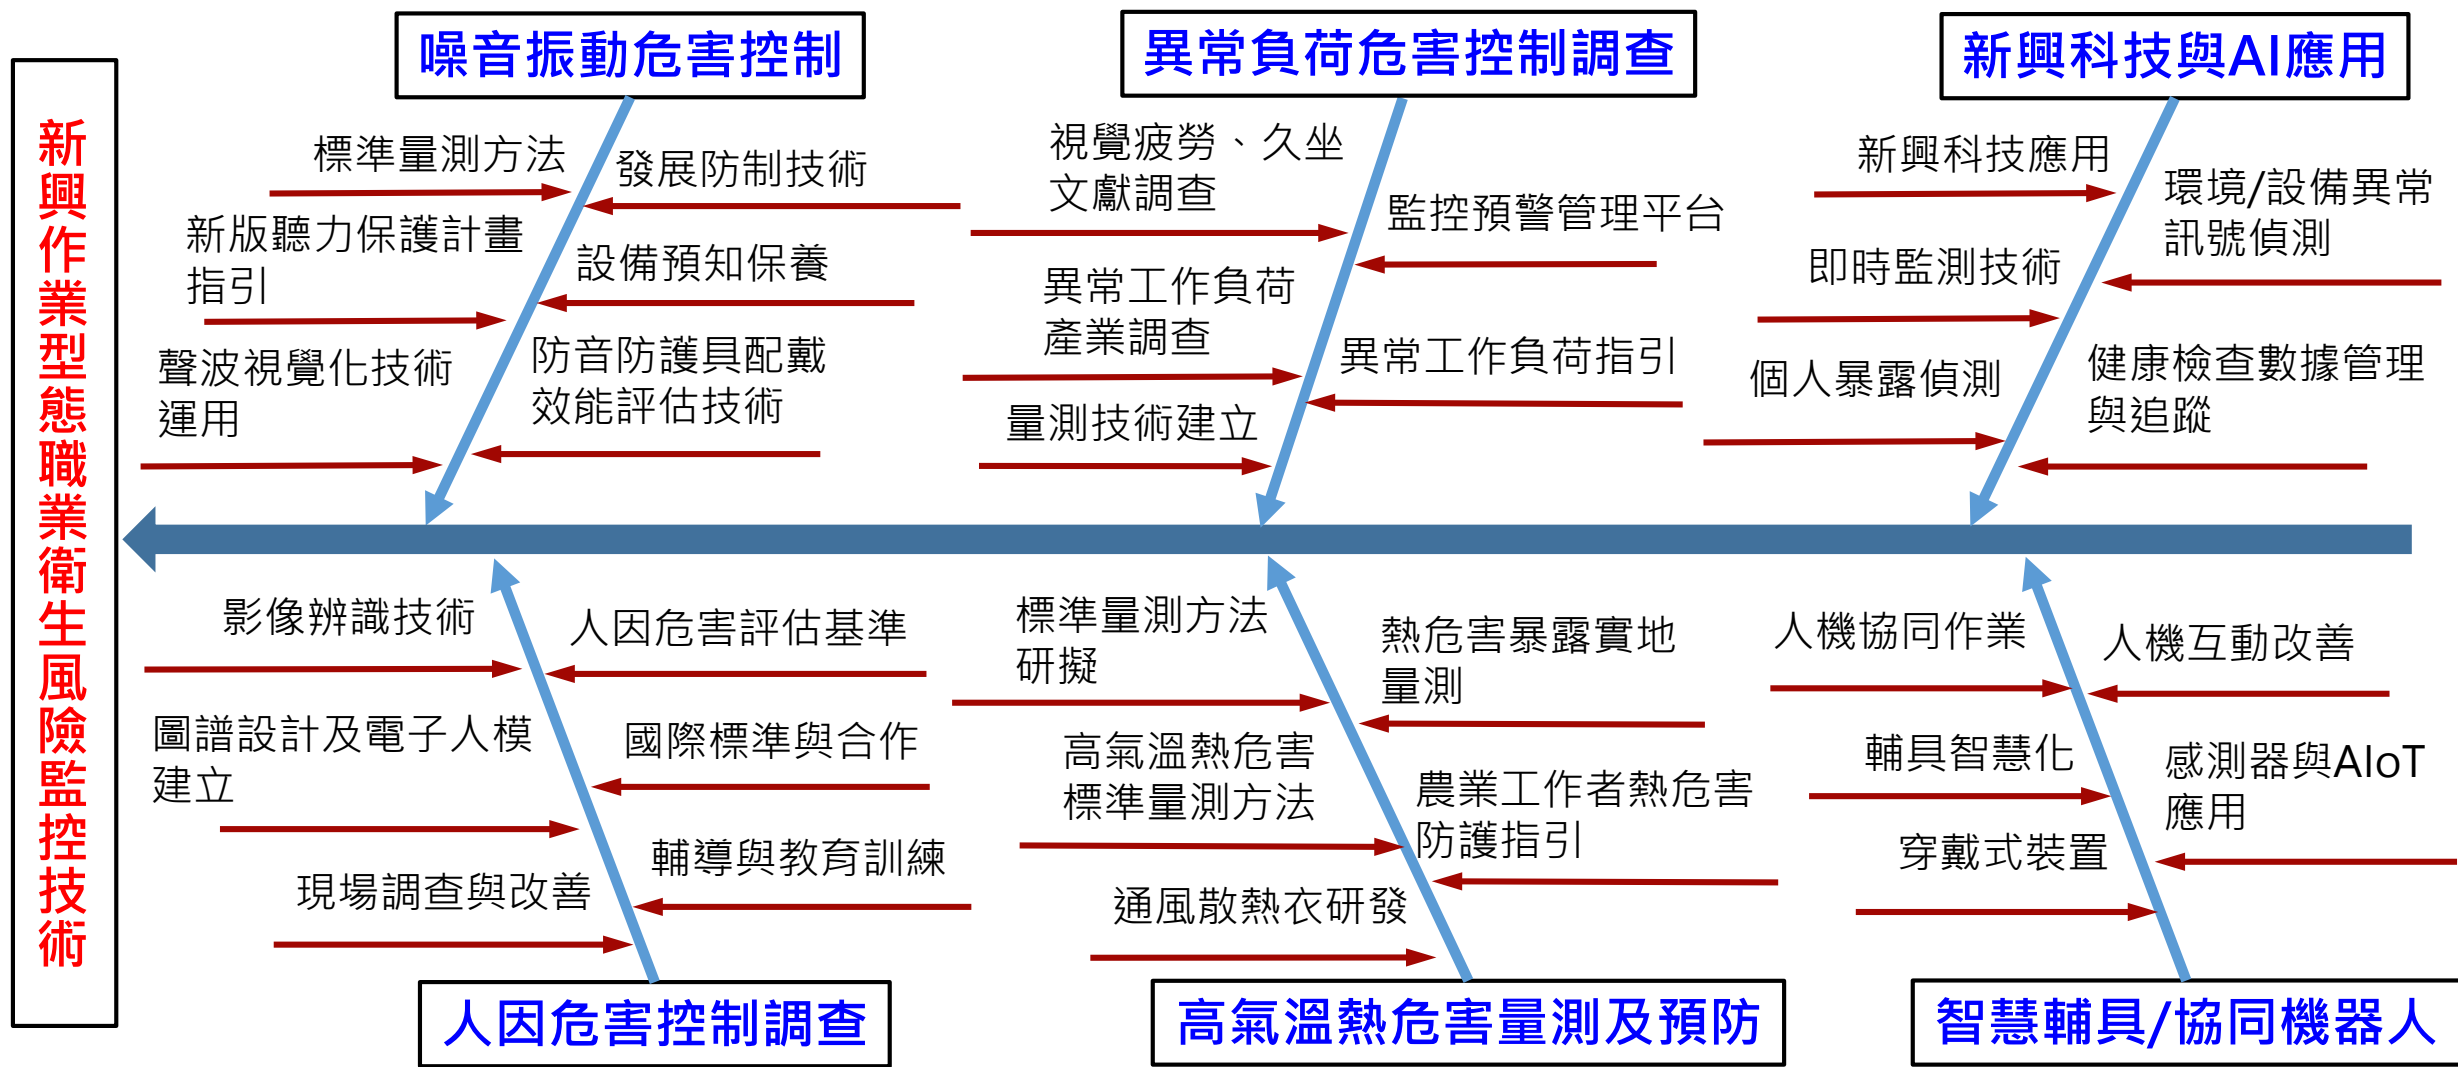 新興作業型態職業衛生風險監控技術
噪音振動危害控制
標準量測方法
發展防制技術
新版聽力保護計畫
指引
設備預知保養
聲波視覺化技術
運用
防音防護具配戴
效能評估技術
異常負荷危害控制調查
視覺疲勞、久坐
文獻調查
監控預警管理平台
異常工作負荷
產業調查
異常工作負荷指引
量測技術建立
新興科技與AI應用
新興科技應用
環境/設備異常
訊號偵測
即時監測技術
個人暴露偵測
健康檢查數據管理
與追蹤
影像辨識技術
人因危害評估基準
圖譜設計及電子人模
建立
國際標準與合作
現場調查與改善
輔導與教育訓練
人因危害控制調查
標準量測方法
研擬
熱危害暴露實地
量測
高氣溫熱危害
標準量測方法
農業工作者熱危害
防護指引
通風散熱衣研發
高氣溫熱危害量測及預防
人機協同作業
人機互動改善
輔具智慧化
感測器與AIoT
應用
穿戴式裝置
智慧輔具/協同機器人